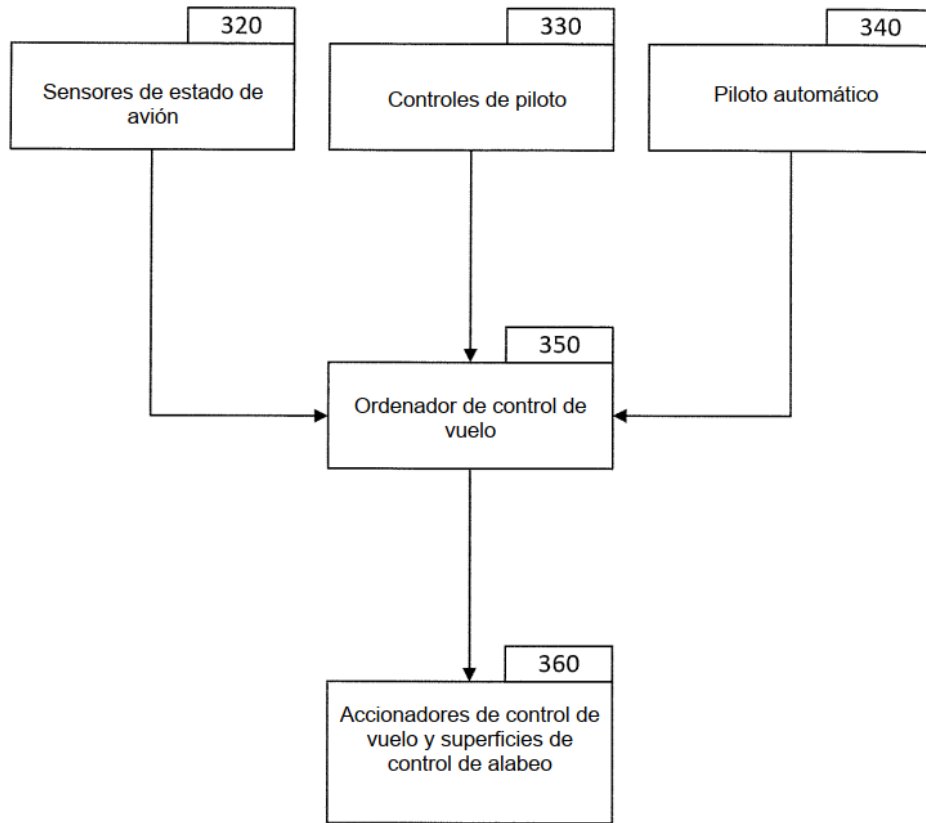 320
330
340
Sensores de estado de
avión
Controles de piloto
Piloto automático
350
Ordenador de control de
vuelo
360
Accionadores de control de
vuelo y superficies de
control de alabeo